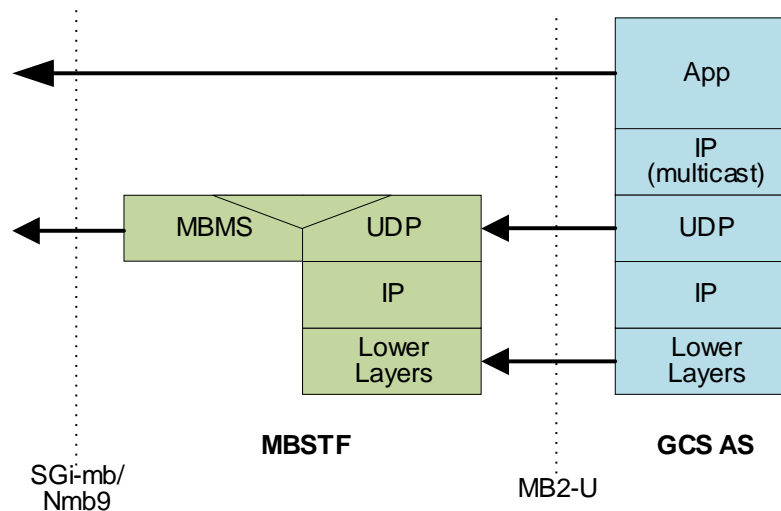 App
IP
(multicast)
MBMS
UDP
UDP
IP
IP
Lower
Layers
Lower
Layers
MBSTF
GCS AS
SGi-mb/
Nmb9
MB2-U